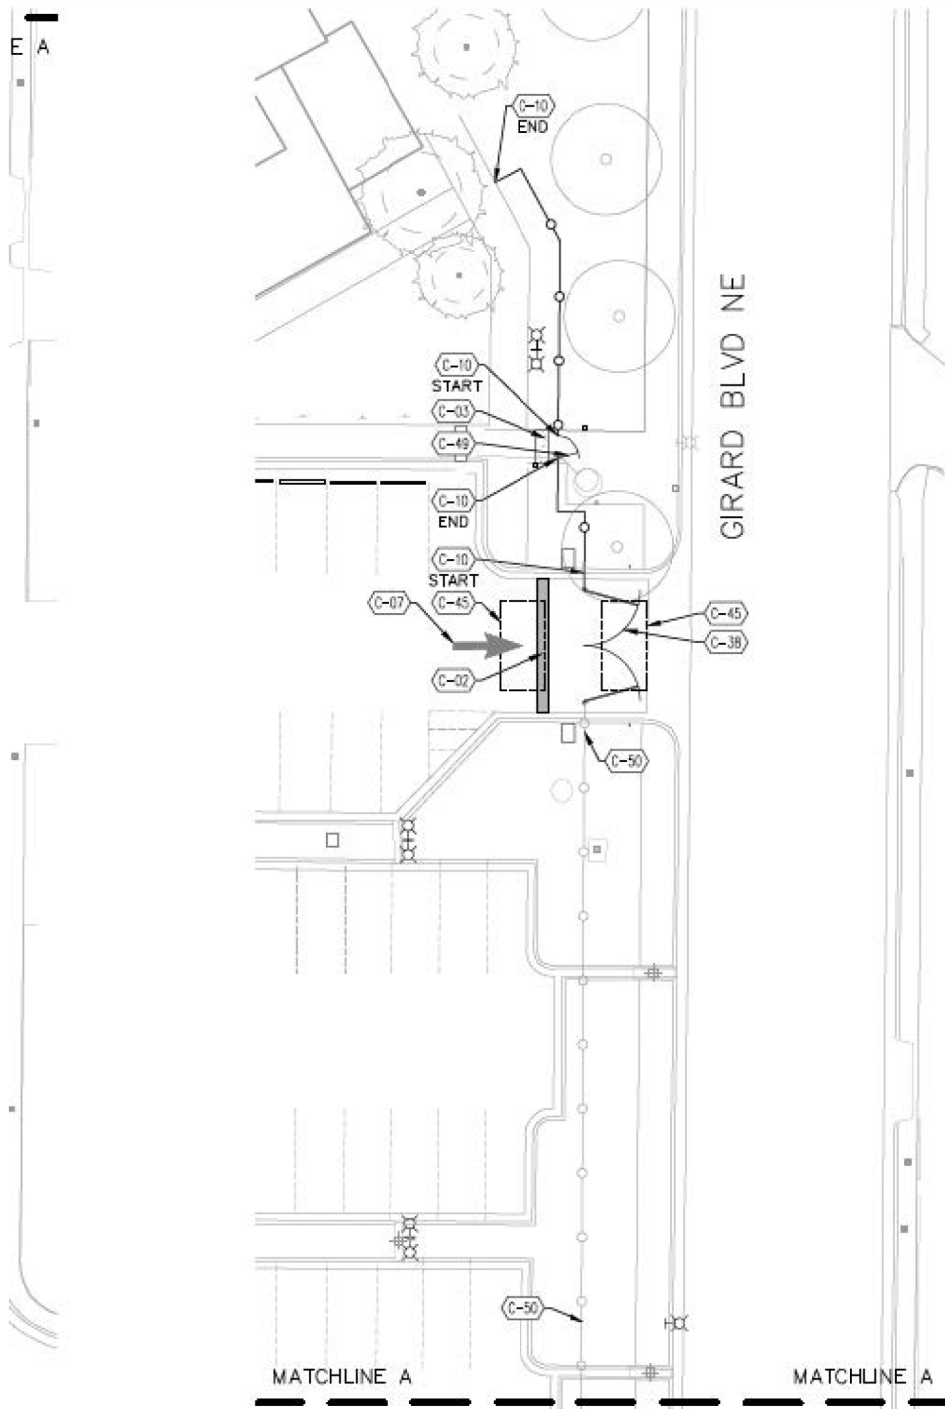 E A
C-10
END
GIRARD BLVD NE
C-10
START
C-03
C-49
C-10
END
C-10
START
C-07
C-45
C-45
C-38
C-02
C-50
C-50
MATCHLINE A
MATCHLINE A